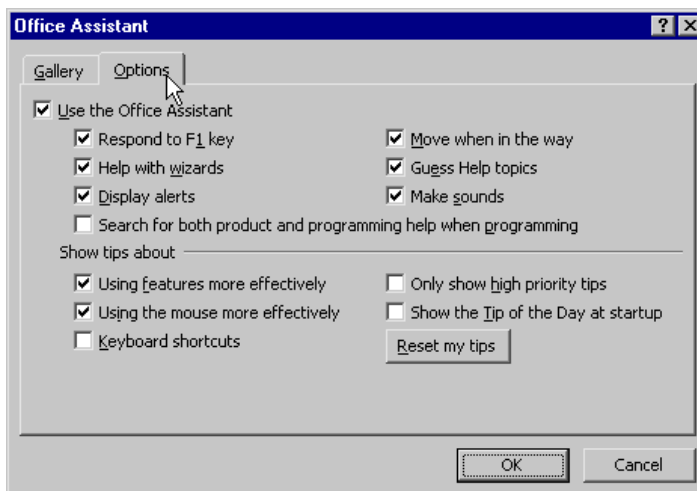 Office Assistant
Gallery Options
Use the Office Assistant
Respond to F1 key Move when in the way
Help with wizards Guess Help topics
Display alerts Make sounds
Search for both product and programming help when programming
Show tips about
Using features more effectively Only show high priority tips
Using the mouse more effectively Show the Tip of the Day at startup
Keyboard shortcuts Reset my tips
OK Cancel